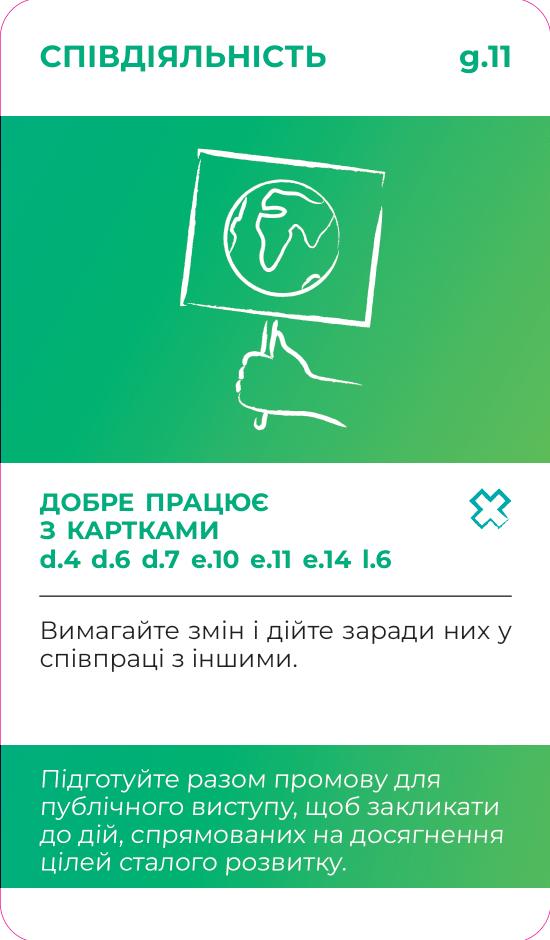 СПІВДІЯЛЬНІСТЬ g.11
ДОБРЕ ПРАЦЮЄ
З КАРТКАМИ
d.4 d.6 d.7 e.10 e.11 e.14 l.6
Вимагайте змін і дійте заради них у
співпраці з іншими.
Підготуйте разом промову для
публічного виступу, щоб закликати
до дій, спрямованих на досягнення
цілей сталого розвитку.